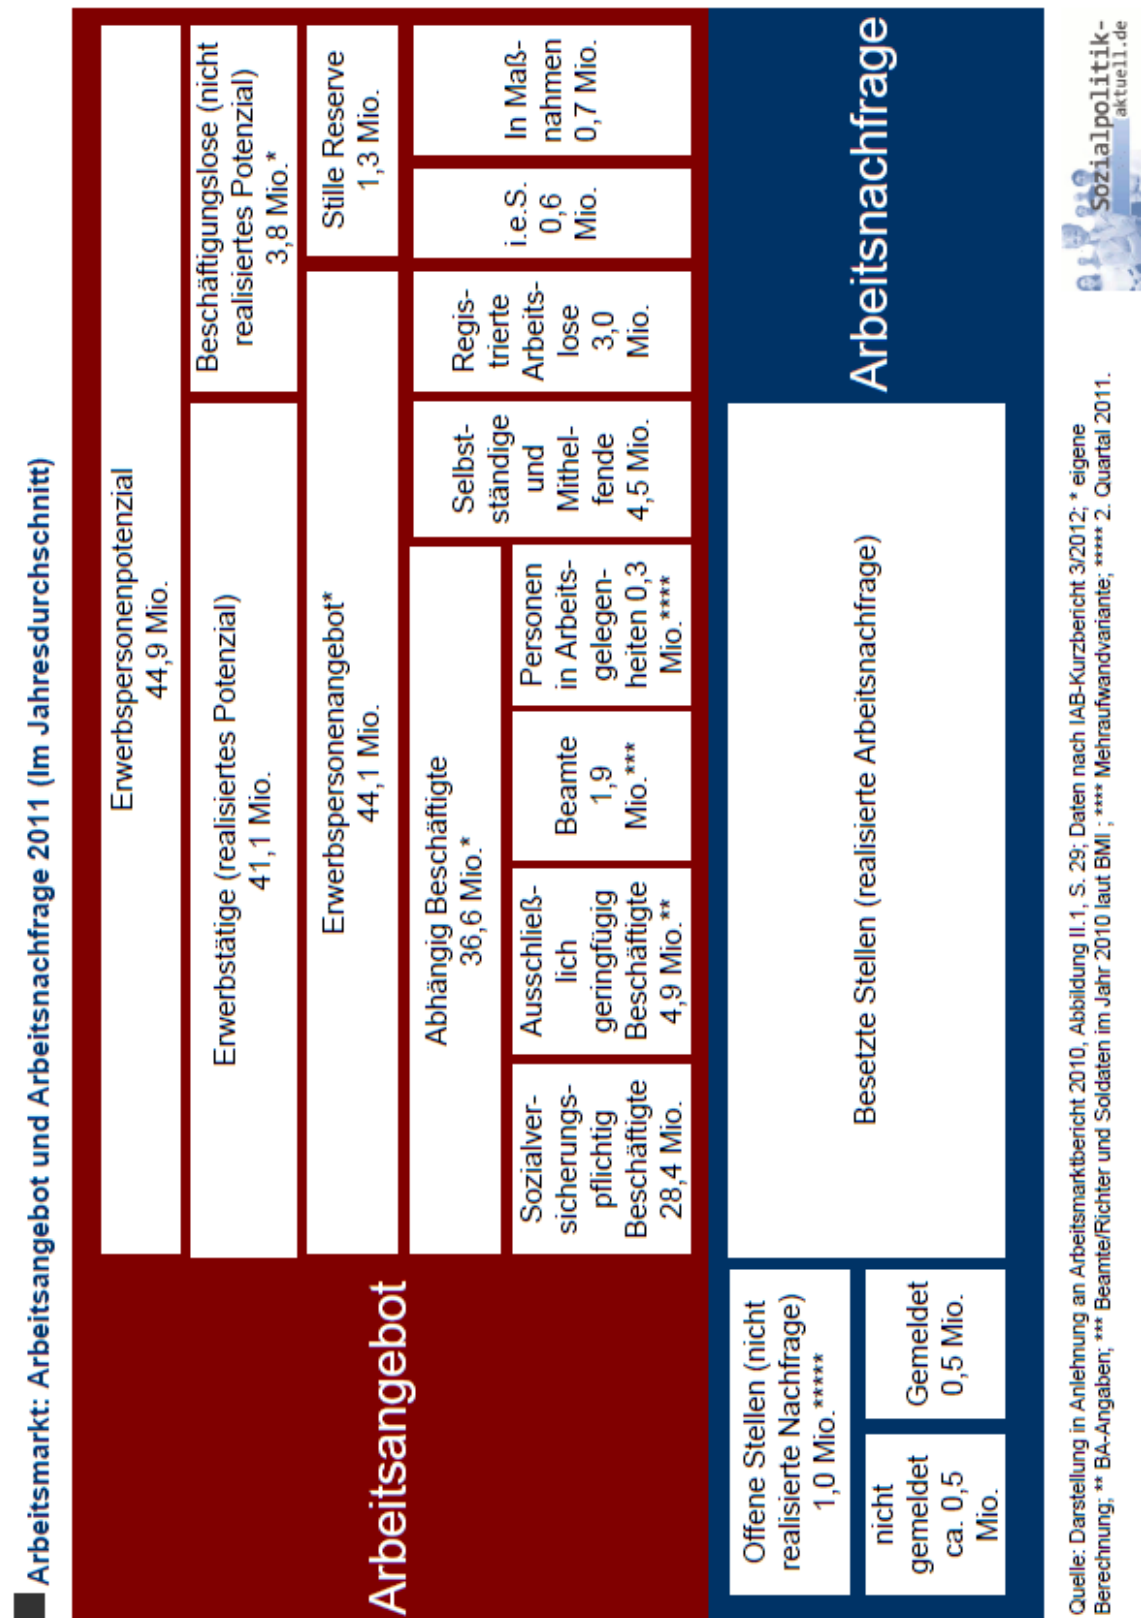 Arbeitsmarkt: Arbeitsangebot und Arbeitsnachfrage 2011 (Im Jahresdurchschnitt)
Arbeitsangebot
Erwerbspersonenpotenzial
44,9 Mio.
Erwerbstätige (realisiertes Potenzial)
41,1 Mio.
Beschäftigungslose (nicht
realisiertes Potenzial)
3,8 Mio.*
Erwerbspersonenangebot*
44,1 Mio.
Stille Reserve
1,3 Mio.
Abhängig Beschäftigte
36,6 Mio.*
Selbst-
ständige
und
Mithel-
fende
4,5 Mio.
Regis-
trierte
Arbeits-
lose
3,0
Mio.
i.e.S.
0,6
Mio.
In Maß-
nahmen
0,7 Mio.
Sozialver-
sicherungs-
pflichtig
Beschäftigte
28,4 Mio.
Ausschließ-
lich
geringfügig
Beschäftigte
4,9 Mio.**
Beamte
1,9
Mio.***
Personen
in Arbeits-
gelegen-
heiten 0,3
Mio.****
Offene Stellen (nicht
realisierte Nachfrage)
1,0 Mio.*****
nicht
gemeldet
ca. 0,5
Mio.
Gemeldet
0,5 Mio.
Besetzte Stellen (realisierte Arbeitsnachfrage)
Arbeitsnachfrage
Quelle: Darstellung in Anlehnung an Arbeitsmarktbericht 2010, Abbildung II.1, S. 29; Daten nach IAB-Kurzbericht 3/2012; * eigene
Berechnung; ** BA-Angaben; *** Beamte/Richter und Soldaten im Jahr 2010 laut BMI ; **** Mehraufwandvariante; ***** 2. Quartal 2011.
Sozialpolitik-
aktuell.de